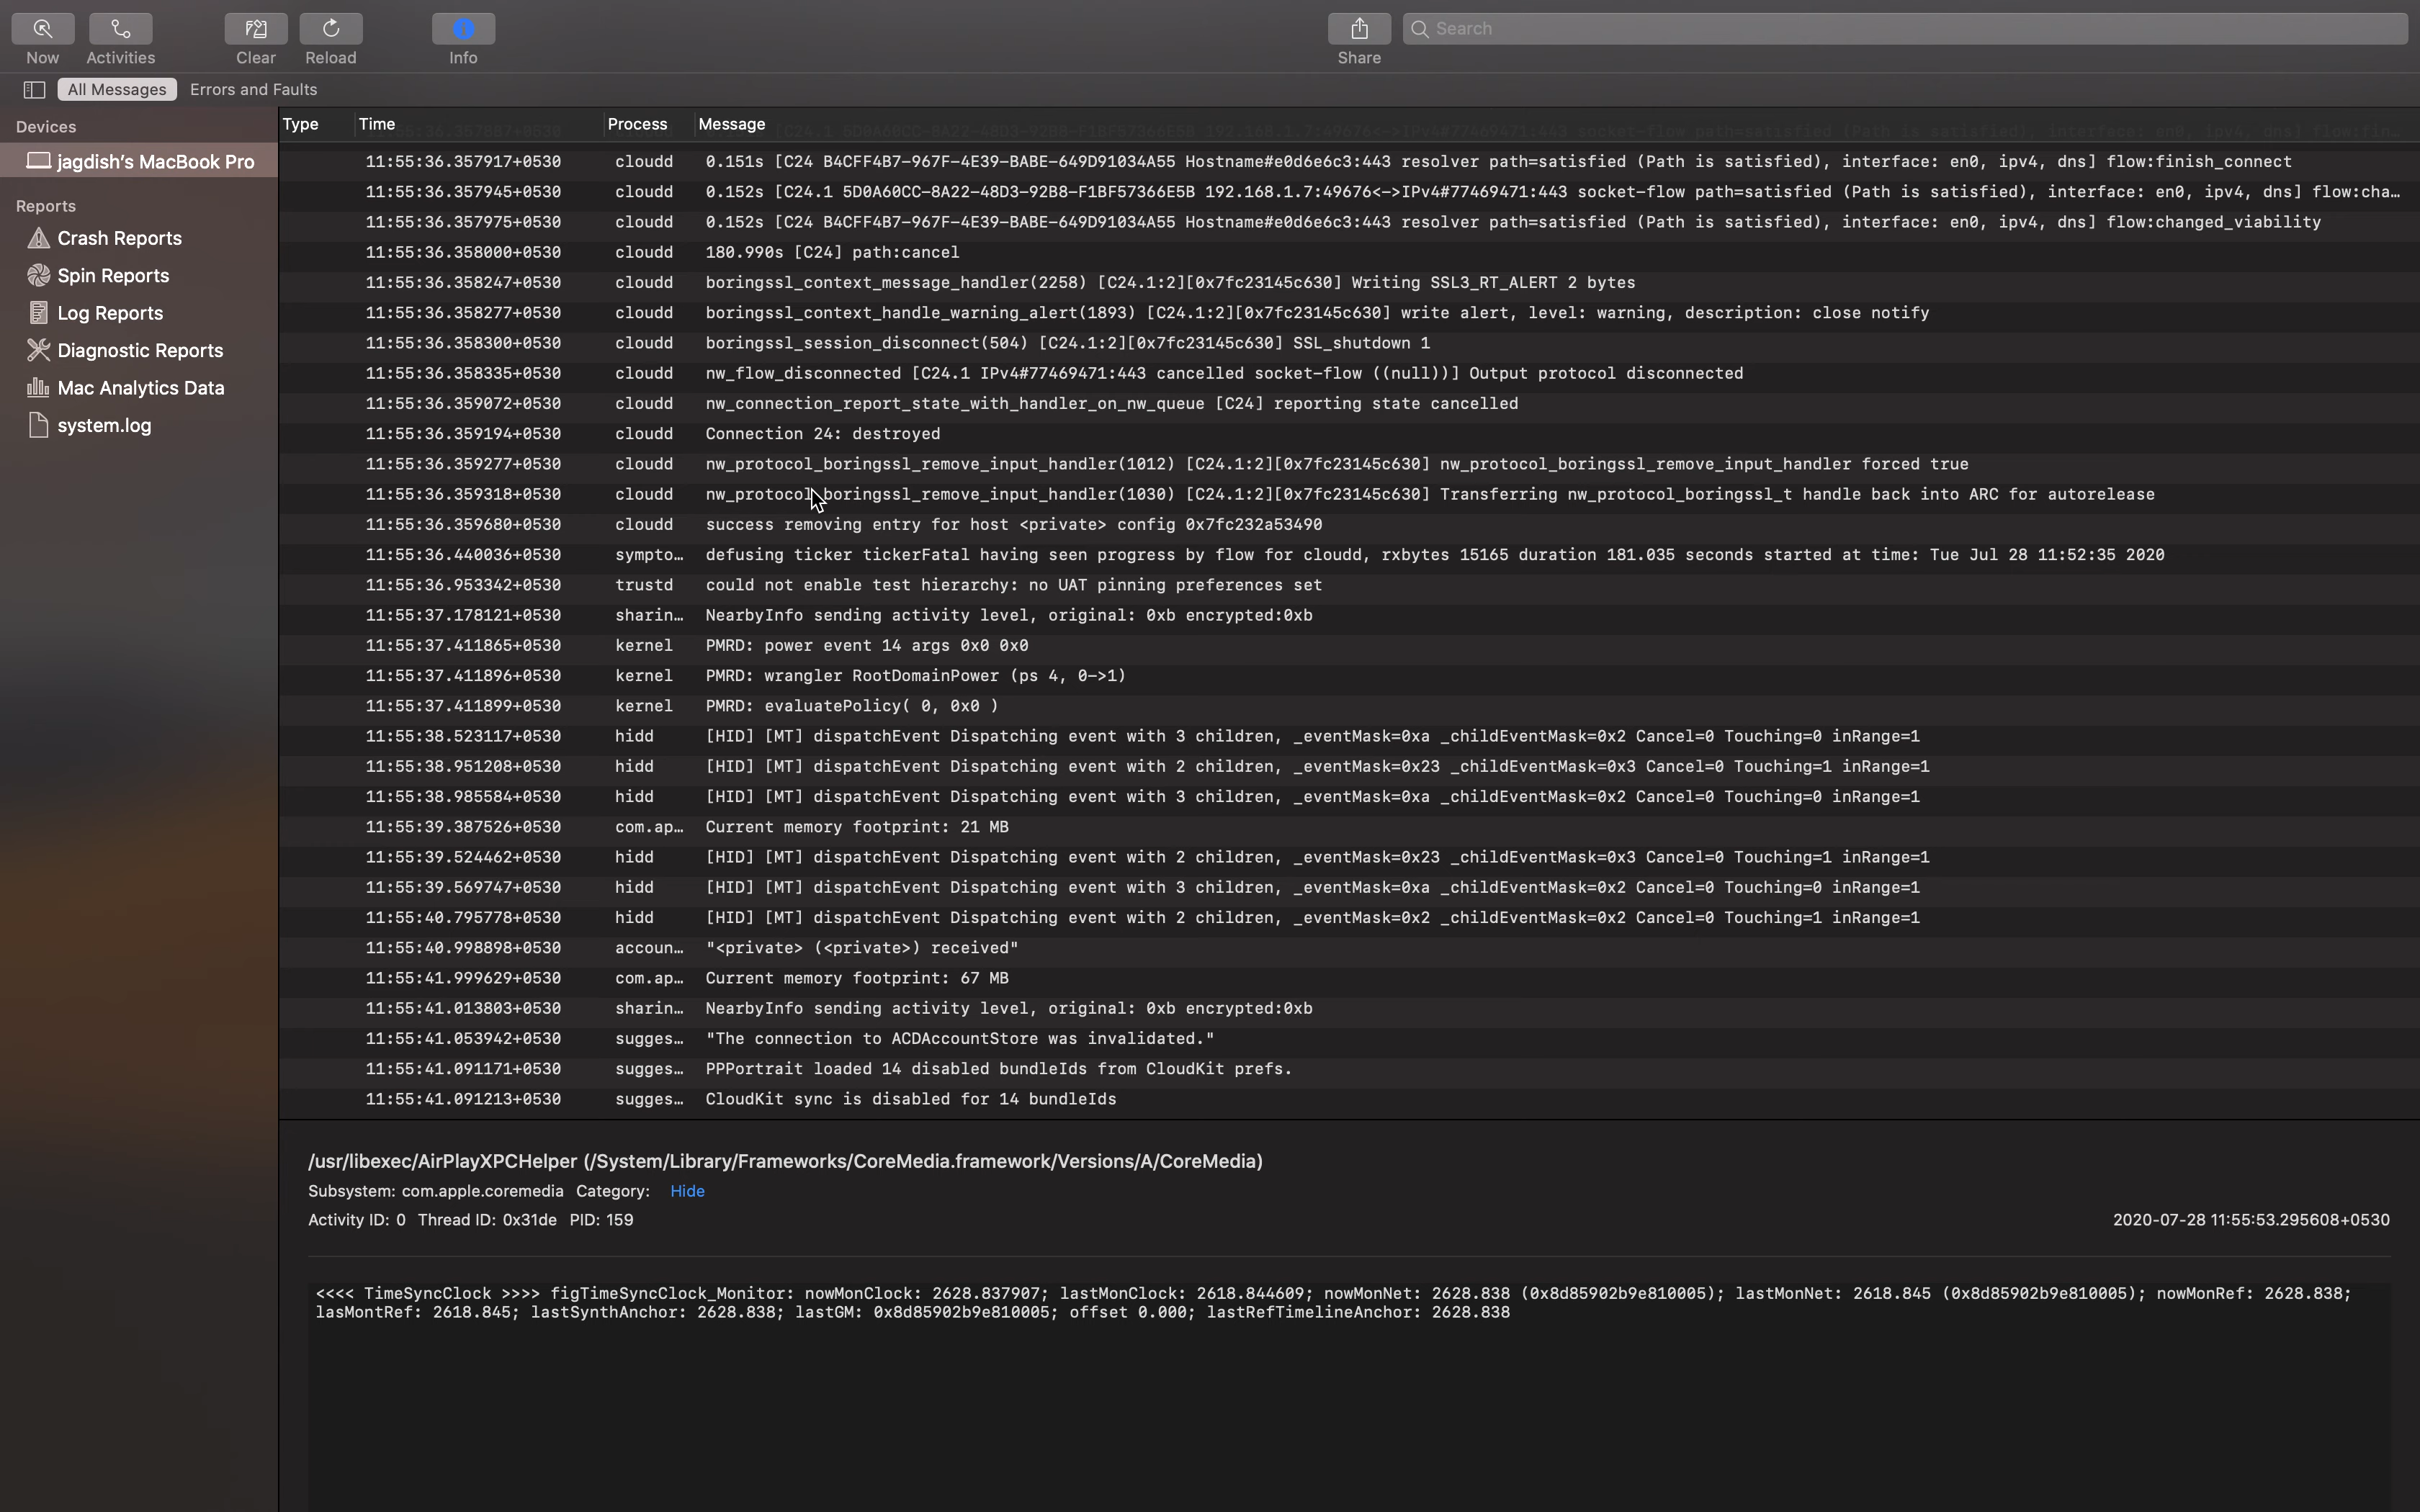 Now Activities Clear Reload Info Share Search
All Messages Errors and Faults
Devices
jagdish's MacBook Pro
Reports
Crash Reports
Spin Reports
Log Reports
Diagnostic Reports
Mac Analytics Data
system.log
Type Time Process Message
11:55:36.357917+0530 cloudd 0.151s [C24 B4CFF4B7-967F-4E39-BABE-649D91034A55 Hostname#e0d6e6c3:443 resolver path=satisfied (Path is satisfied), interface: en0, ipv4, dns] flow:finish_connect
11:55:36.357945+0530 cloudd 0.152s [C24.1 5D0A60CC-8A22-48D3-92B8-F1BF57366E5B 192.168.1.7:49676<->IPv4#77469471:443 socket-flow path=satisfied (Path is satisfied), interface: en0, ipv4, dns] flow:cha…
11:55:36.357975+0530 cloudd 0.152s [C24 B4CFF4B7-967F-4E39-BABE-649D91034A55 Hostname#e0d6e6c3:443 resolver path=satisfied (Path is satisfied), interface: en0, ipv4, dns] flow:changed_viability
11:55:36.358000+0530 cloudd 180.990s [C24] path:cancel
11:55:36.358247+0530 cloudd boringssl_context_message_handler(2258) [C24.1:2][0x7fc23145c630] Writing SSL3_RT_ALERT 2 bytes
11:55:36.358277+0530 cloudd boringssl_context_handle_warning_alert(1893) [C24.1:2][0x7fc23145c630] write alert, level: warning, description: close notify
11:55:36.358300+0530 cloudd boringssl_session_disconnect(504) [C24.1:2][0x7fc23145c630] SSL_shutdown 1
11:55:36.358335+0530 cloudd nw_flow_disconnected [C24.1 IPv4#77469471:443 cancelled socket-flow ((null))] Output protocol disconnected
11:55:36.359072+0530 cloudd nw_connection_report_state_with_handler_on_nw_queue [C24] reporting state cancelled
11:55:36.359194+0530 cloudd Connection 24: destroyed
11:55:36.359277+0530 cloudd nw_protocol_boringssl_remove_input_handler(1012) [C24.1:2][0x7fc23145c630] nw_protocol_boringssl_remove_input_handler forced true
11:55:36.359318+0530 cloudd nw_protocol_boringssl_remove_input_handler(1030) [C24.1:2][0x7fc23145c630] Transferring nw_protocol_boringssl_t handle back into ARC for autorelease
11:55:36.359680+0530 cloudd success removing entry for host <private> config 0x7fc232a53490
11:55:36.440036+0530 sympto… defusing ticker tickerFatal having seen progress by flow for cloudd, rxbytes 15165 duration 181.035 seconds started at time: Tue Jul 28 11:52:35 2020
11:55:36.953342+0530 trustd could not enable test hierarchy: no UAT pinning preferences set
11:55:37.178121+0530 sharin… NearbyInfo sending activity level, original: 0xb encrypted:0xb
11:55:37.411865+0530 kernel PMRD: power event 14 args 0x0 0x0
11:55:37.411896+0530 kernel PMRD: wrangler RootDomainPower (ps 4, 0->1)
11:55:37.411899+0530 kernel PMRD: evaluatePolicy( 0, 0x0 )
11:55:38.523117+0530 hidd [HID] [MT] dispatchEvent Dispatching event with 3 children, _eventMask=0xa _childEventMask=0x2 Cancel=0 Touching=0 inRange=1
11:55:38.951208+0530 hidd [HID] [MT] dispatchEvent Dispatching event with 2 children, _eventMask=0x23 _childEventMask=0x3 Cancel=0 Touching=1 inRange=1
11:55:38.985584+0530 hidd [HID] [MT] dispatchEvent Dispatching event with 3 children, _eventMask=0xa _childEventMask=0x2 Cancel=0 Touching=0 inRange=1
11:55:39.387526+0530 com.ap… Current memory footprint: 21 MB
11:55:39.524462+0530 hidd [HID] [MT] dispatchEvent Dispatching event with 2 children, _eventMask=0x23 _childEventMask=0x3 Cancel=0 Touching=1 inRange=1
11:55:39.569747+0530 hidd [HID] [MT] dispatchEvent Dispatching event with 3 children, _eventMask=0xa _childEventMask=0x2 Cancel=0 Touching=0 inRange=1
11:55:40.795778+0530 hidd [HID] [MT] dispatchEvent Dispatching event with 2 children, _eventMask=0x2 _childEventMask=0x2 Cancel=0 Touching=1 inRange=1
11:55:40.998898+0530 accoun… "<private> (<private>) received"
11:55:41.999629+0530 com.ap… Current memory footprint: 67 MB
11:55:41.013803+0530 sharin… NearbyInfo sending activity level, original: 0xb encrypted:0xb
11:55:41.053942+0530 sugges… "The connection to ACDAccountStore was invalidated."
11:55:41.091171+0530 sugges… PPPortrait loaded 14 disabled bundleIds from CloudKit prefs.
11:55:41.091213+0530 sugges… CloudKit sync is disabled for 14 bundleIds
/usr/libexec/AirPlayXPCHelper (/System/Library/Frameworks/CoreMedia.framework/Versions/A/CoreMedia)
Subsystem: com.apple.coremedia Category: Hide
Activity ID: 0 Thread ID: 0x31de PID: 159 2020-07-28 11:55:53.295608+0530
<<<< TimeSyncClock >>>> figTimeSyncClock_Monitor: nowMonClock: 2628.837907; lastMonClock: 2618.844609; nowMonNet: 2628.838 (0x8d85902b9e810005); lastMonNet: 2618.845 (0x8d85902b9e810005); nowMonRef: 2628.838;
lasMontRef: 2618.845; lastSynthAnchor: 2628.838; lastGM: 0x8d85902b9e810005; offset 0.000; lastRefTimelineAnchor: 2628.838